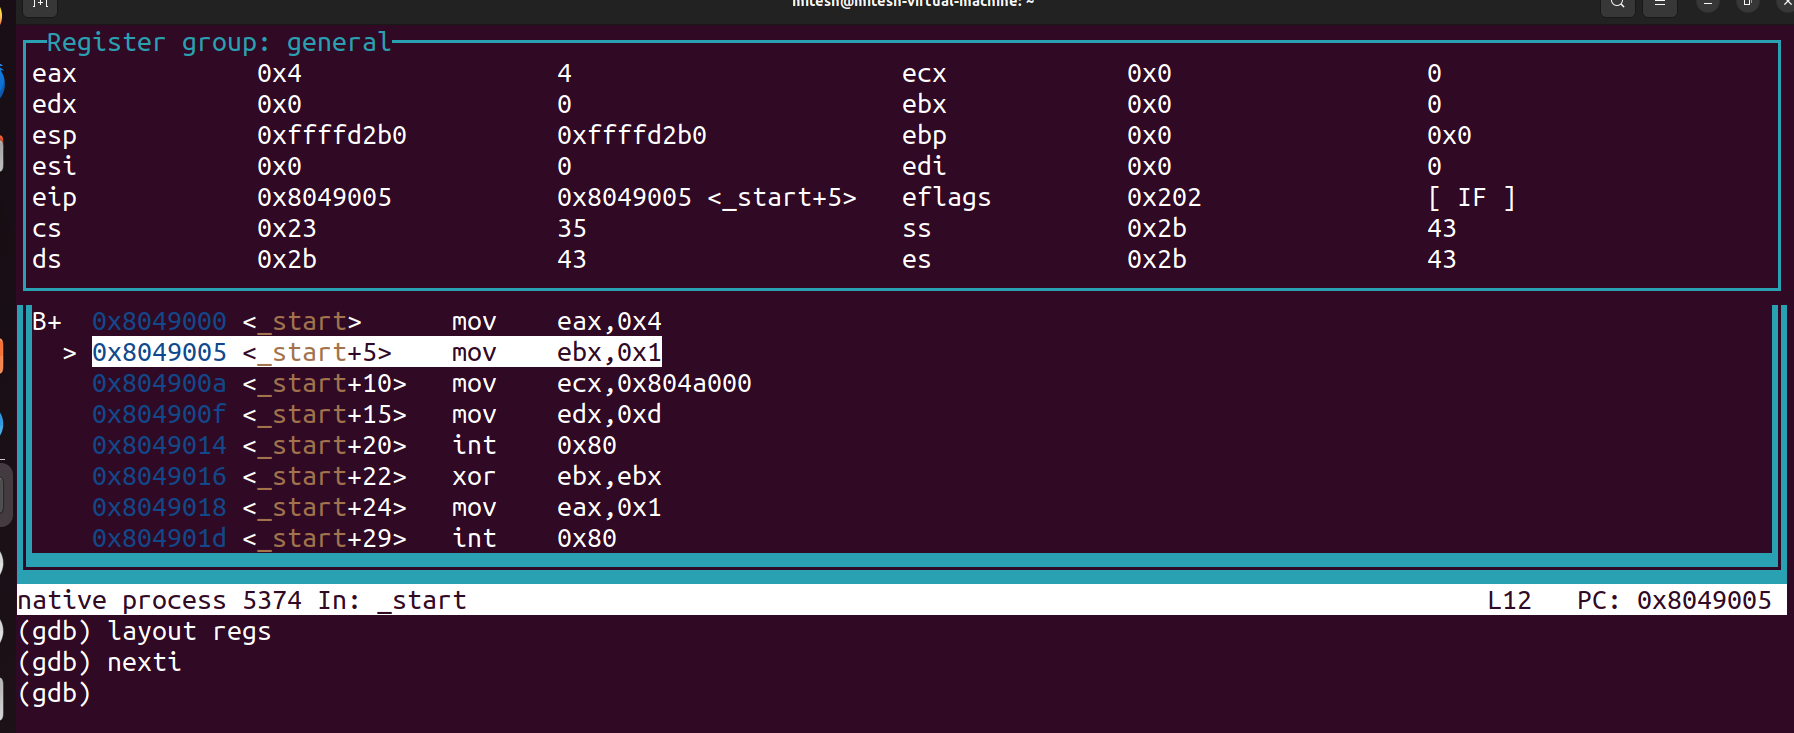 mitesh@mitesh-virtual-machine: ~
Register group: general
eax 0x4 4 ecx 0x0 0
edx 0x0 0 ebx 0x0 0
esp 0xffffd2b0 0xffffd2b0 ebp 0x0 0x0
esi 0x0 0 edi 0x0 0
eip 0x8049005 0x8049005 <_start+5> eflags 0x202 [ IF ]
cs 0x23 35 ss 0x2b 43
ds 0x2b 43 es 0x2b 43
B+ 0x8049000 <_start> mov eax,0x4
> 0x8049005 <_start+5> mov ebx,0x1
0x804900a <_start+10> mov ecx,0x804a000
0x804900f <_start+15> mov edx,0xd
0x8049014 <_start+20> int 0x80
0x8049016 <_start+22> xor ebx,ebx
0x8049018 <_start+24> mov eax,0x1
0x804901d <_start+29> int 0x80
native process 5374 In: _start L12 PC: 0x8049005
(gdb) layout regs
(gdb) nexti
(gdb)